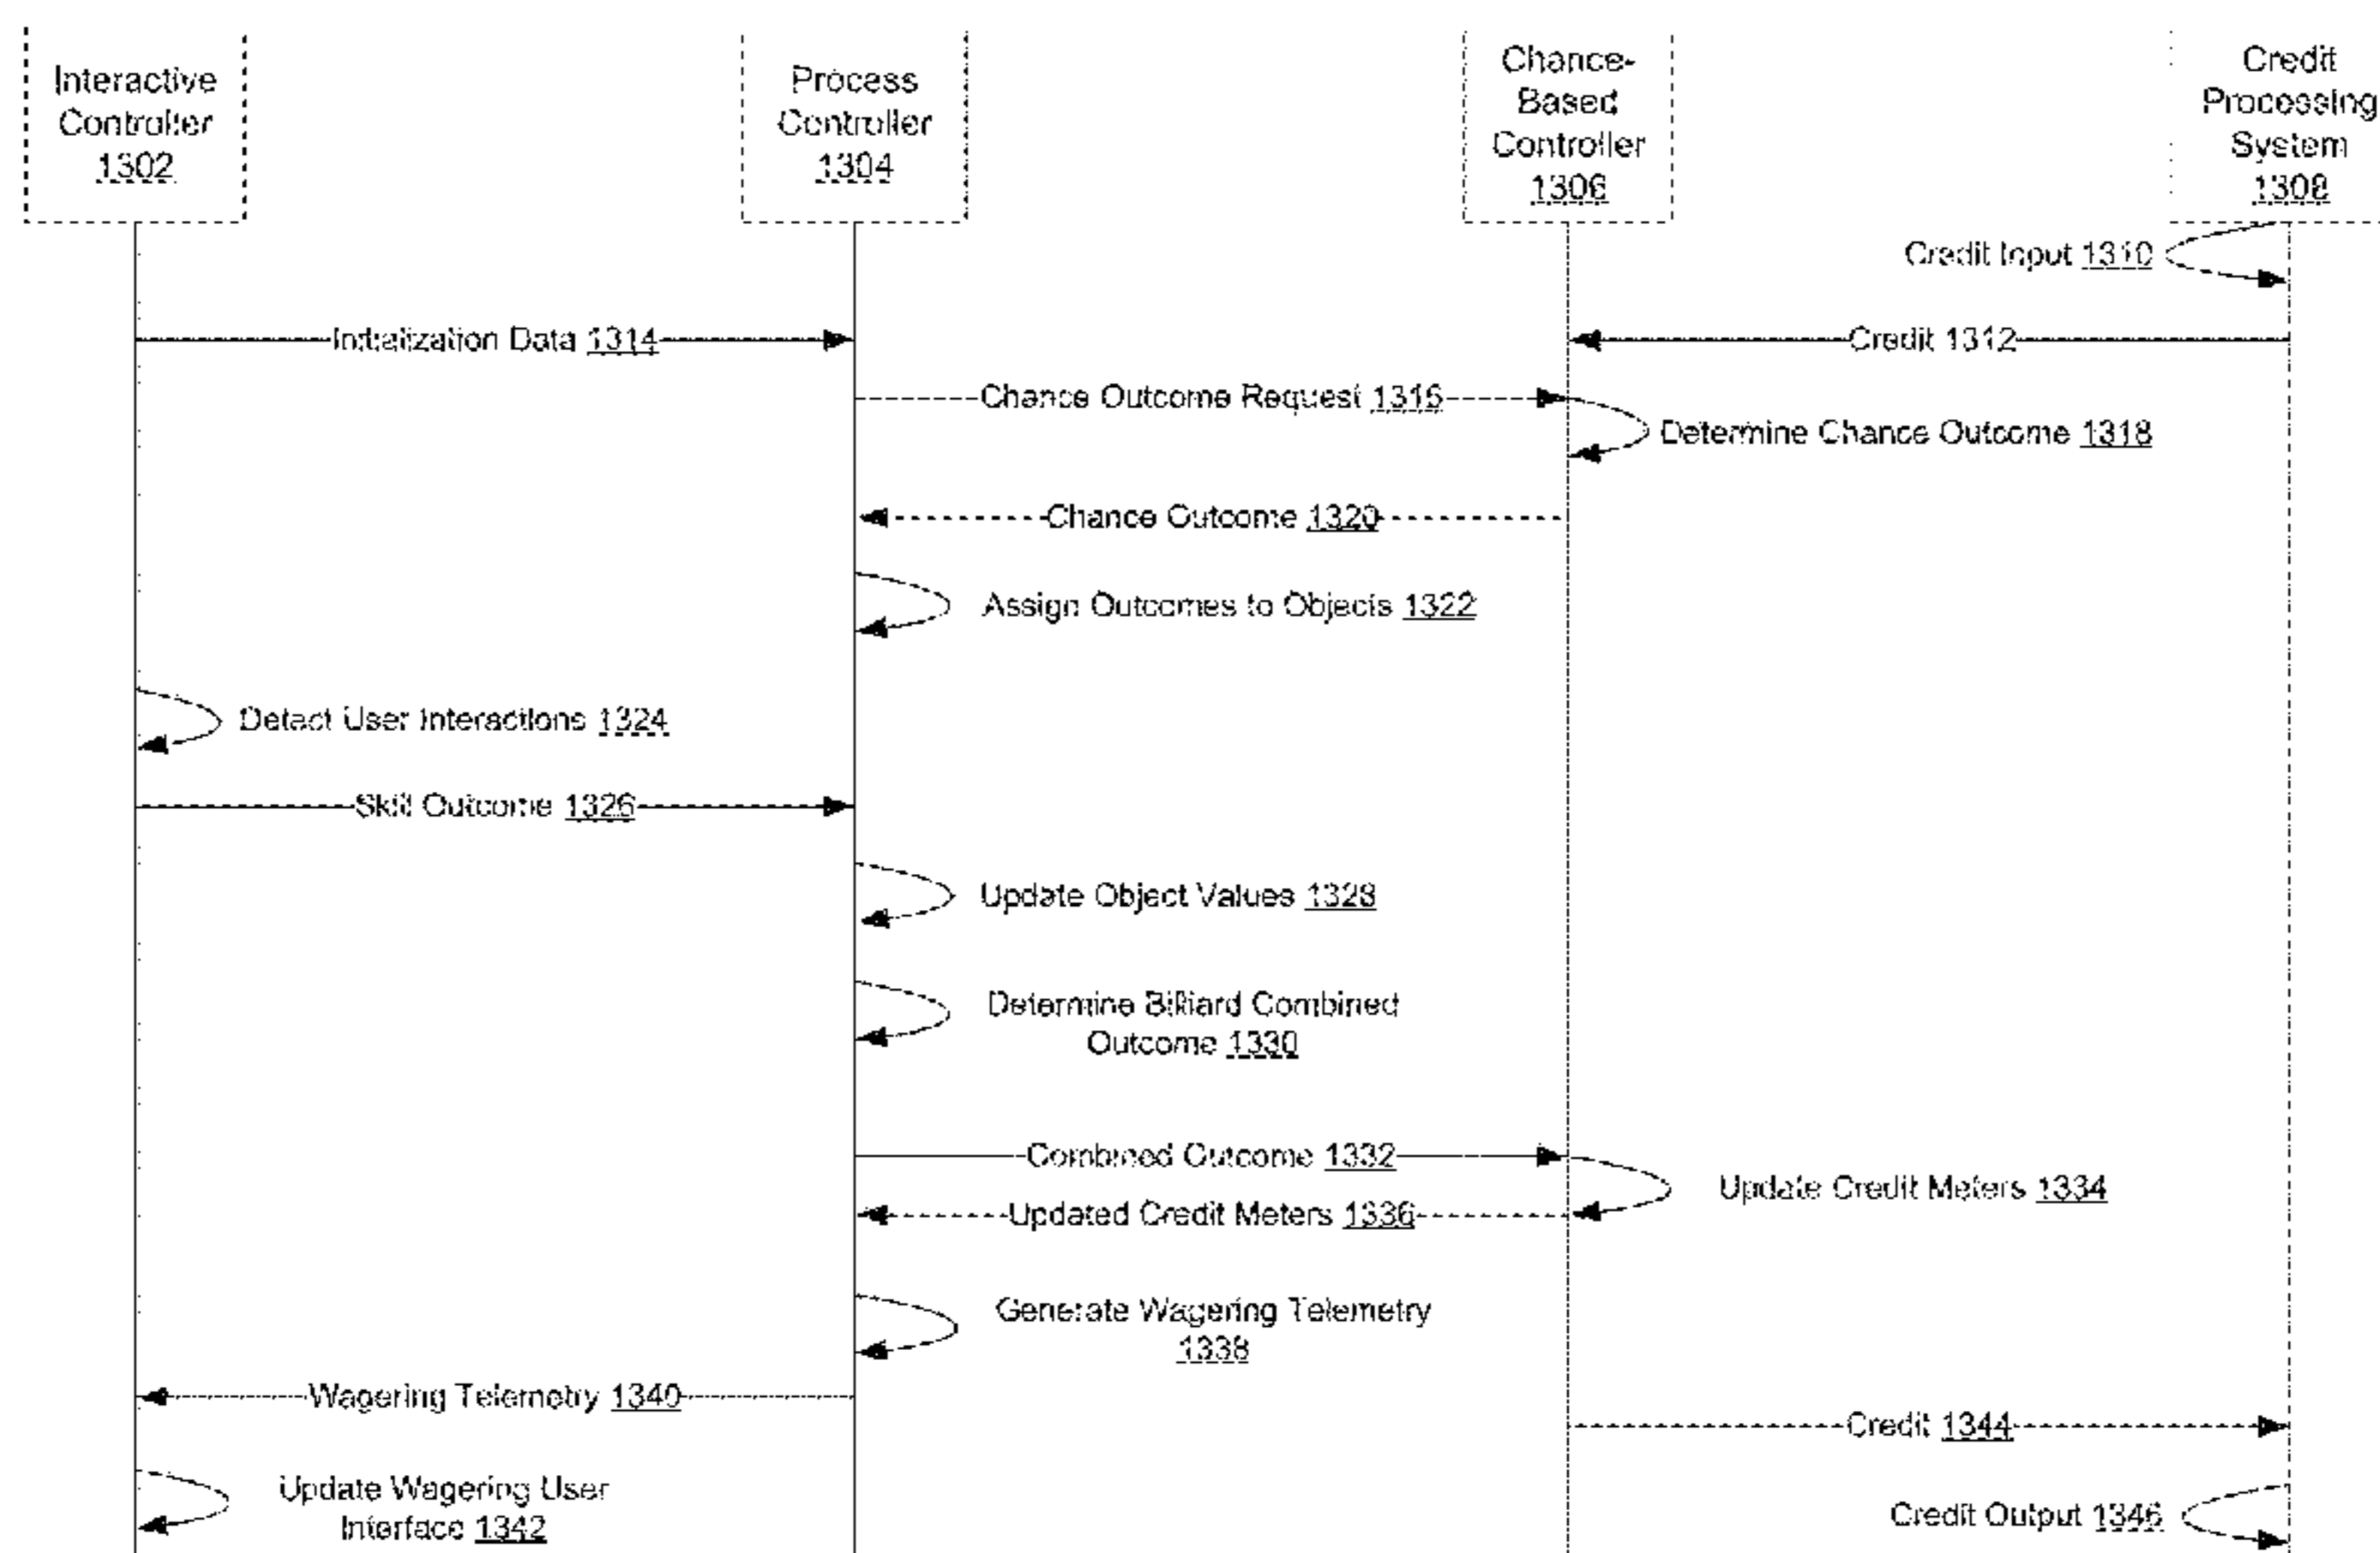 Interactive
Controller
1302
Process
Controller
1304
Chance-
Based
Controller
1306
Credit
Processing
System
1308
Credit Input 1310
Initialization Data 1314
Credit 1312
Chance Outcome Request 1316
Determine Chance Outcome 1318
Chance Outcome 1320
Assign Outcomes to Objects 1322
Detect User Interactions 1324
Skill Outcome 1326
Update Object Values 1328
Determine Billiard Combined
Outcome 1330
Combined Outcome 1332
Update Credit Meters 1334
Updated Credit Meters 1336
Generate Wagering Telemetry
1338
Wagering Telemetry 1340
Credit 1344
Update Wagering User
Interface 1342
Credit Output 1346